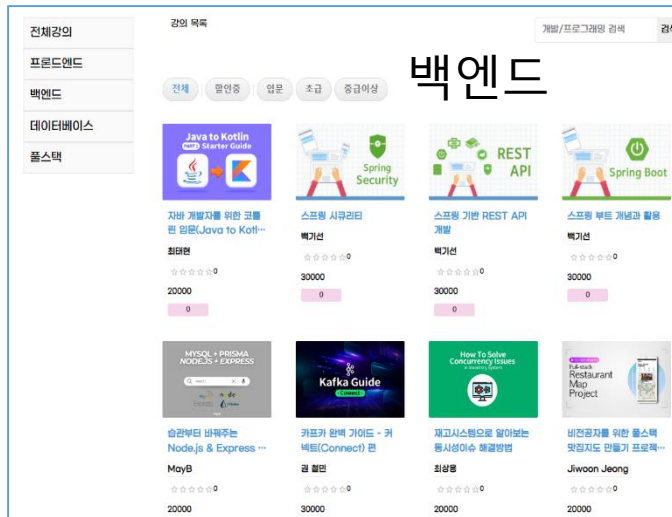 전체강의
프론드엔드
백엔드
데이터베이스
풀스택
강의 목록
개발/프로그래밍 검색
백엔드
전체
할인중
입문
초급
중급이상
Java to Kotlin
Starter Guide
자바 개발자를 위한 코틀
린 입문(Java to Kotl…
최태현
☆☆☆☆☆0
20000
0
Spring
Security
스프링 시큐리티
백기선
☆☆☆☆☆0
30000
0
REST
API
스프링 기반 REST API
개발
백기선
☆☆☆☆☆0
30000
0
Spring Boot
스프링 부트 개념과 활용
백기선
☆☆☆☆☆0
30000
0
MYSQL + PRISMA
NODE.JS + EXPRESS
node
습관부터 바꿔주는
Node.js & Express …
MayB
☆☆☆☆☆0
20000
Kafka Guide
Connect
카프카 완벽 가이드 - 커
넥트(Connect) 편
권 철민
☆☆☆☆☆0
30000
How To Solve
Concurrency Issues
재고시스템으로 알아보는
동시성이슈 해결방법
최상용
☆☆☆☆☆0
20000
Full-stack
Restaurant
Map
Project
비전공자를 위한 풀스택
맛집지도 만들기 프로젝…
Jiwoon Jeong
☆☆☆☆☆0
20000